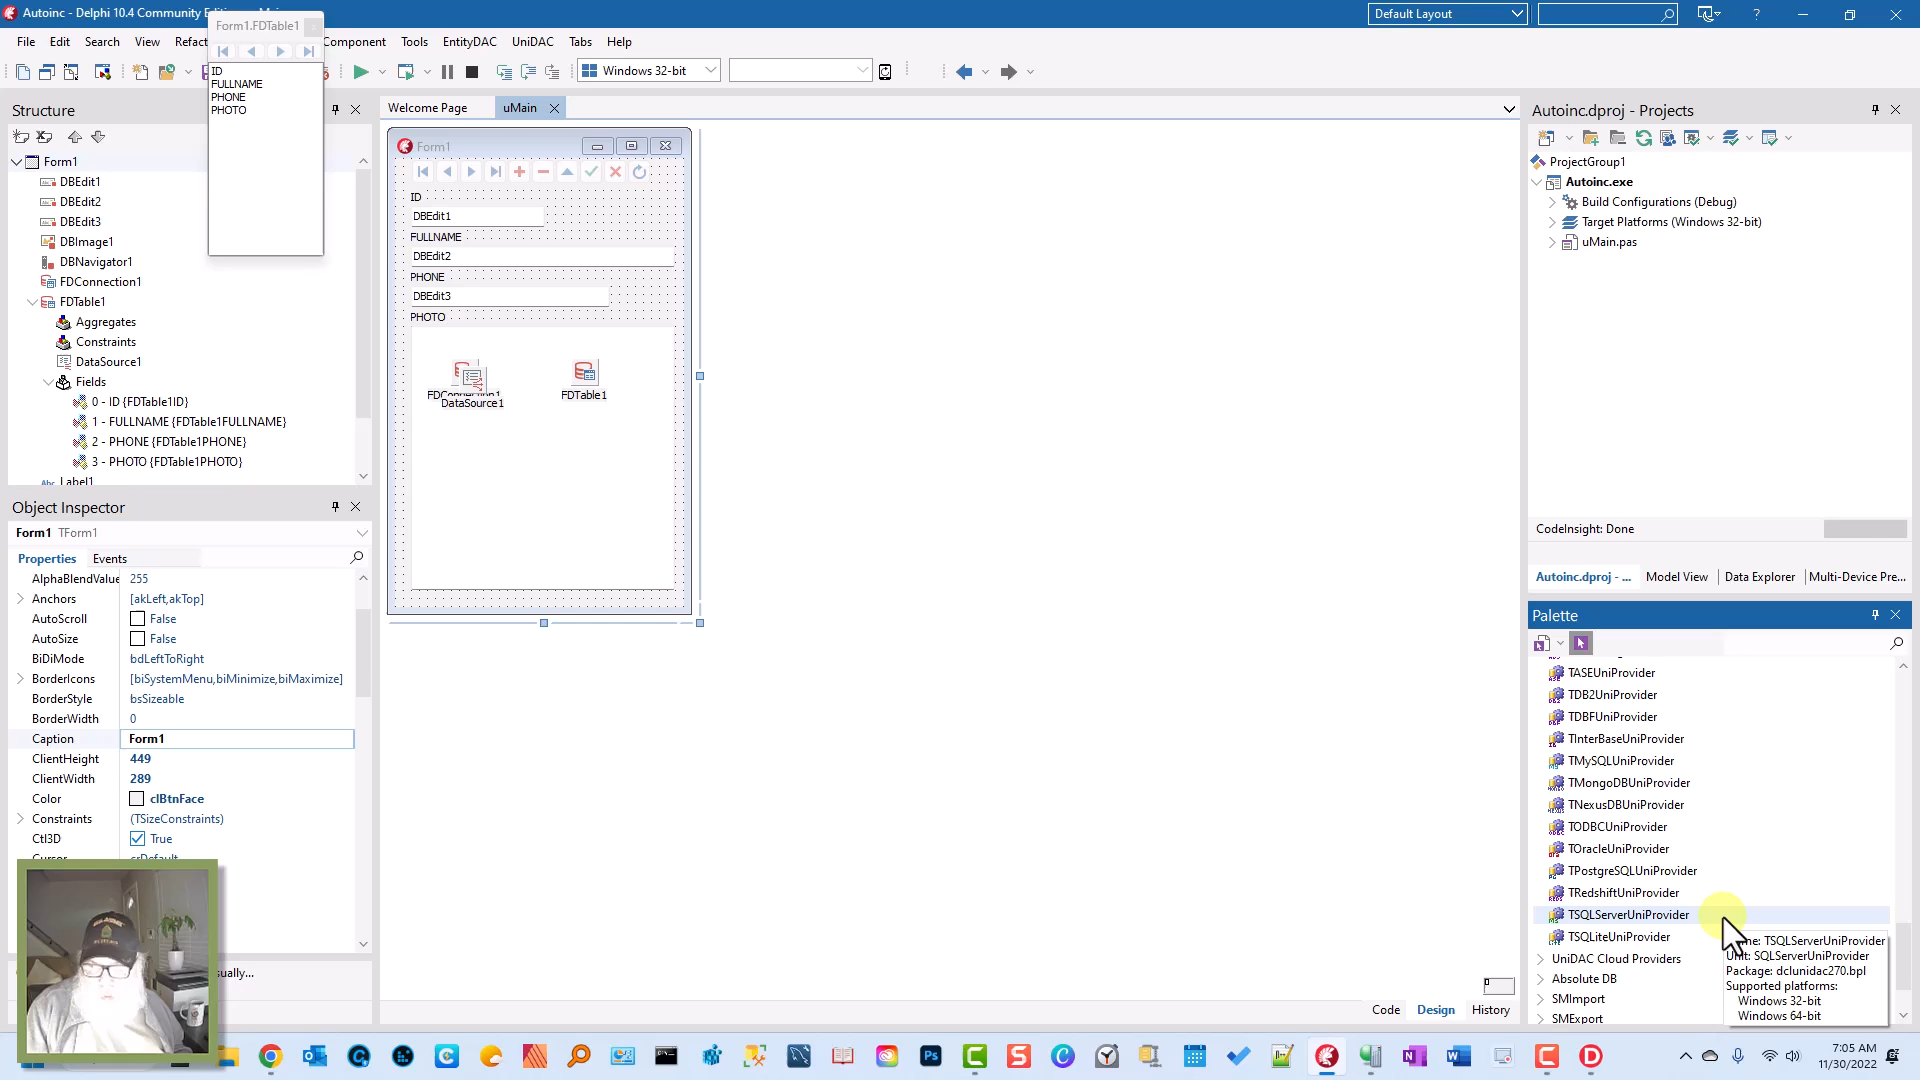 Autoinc - Delphi 10.4 Community
Default Layout
Form1.FDTable1
ID
FULLNAME
PHONE
PHOTO
File Edit Search View Refact
Component Tools EntityDAC UniDAC Tabs Help
Windows 32-bit
Structure
Form1
DBEdit1
DBEdit2
DBEdit3
DBImage1
DBNavigator1
FDConnection1
FDTable1
Aggregates
Constraints
DataSource1
Fields
0 - ID {FDTable1ID}
1 - FULLNAME {FDTable1FULLNAME}
2 - PHONE {FDTable1PHONE}
3 - PHOTO {FDTable1PHOTO}
Label1
Object Inspector
Form1 TForm1
Properties Events
AlphaBlendValue 255
Anchors [akLeft,akTop]
AutoScroll False
AutoSize False
BiDiMode bdLeftToRight
BorderIcons [biSystemMenu,biMinimize,biMaximize]
BorderStyle bsSizeable
BorderWidth 0
Caption Form1
ClientHeight 449
ClientWidth 289
Color clBtnFace
Constraints (TSizeConstraints)
Ctl3D True
Cursor crDefault
sually...
Welcome Page uMain
Form1
ID
DBEdit1
FULLNAME
DBEdit2
PHONE
DBEdit3
PHOTO
FDConnection1
DataSource1
FDTable1
Code Design History
Autoinc.dproj - Projects
ProjectGroup1
Autoinc.exe
Build Configurations (Debug)
Target Platforms (Windows 32-bit)
uMain.pas
CodeInsight: Done
Autoinc.dproj - ... Model View Data Explorer Multi-Device Pre...
Palette
TASEUniProvider
TDB2UniProvider
TDBFUniProvider
TInterBaseUniProvider
TMySQLUniProvider
TMongoDBUniProvider
TNexusDBUniProvider
TODBCUniProvider
TOracleUniProvider
TPostgreSQLUniProvider
TRedshiftUniProvider
TSQLServerUniProvider
TSQLiteUniProvider
UniDAC Cloud Providers
Absolute DB
SMImport
SMExport
me: TSQLServerUniProvider
Unit: SQLServerUniProvider
Package: dclunidac270.bpl
Supported platforms:
Windows 32-bit
Windows 64-bit
7:05 AM
11/30/2022